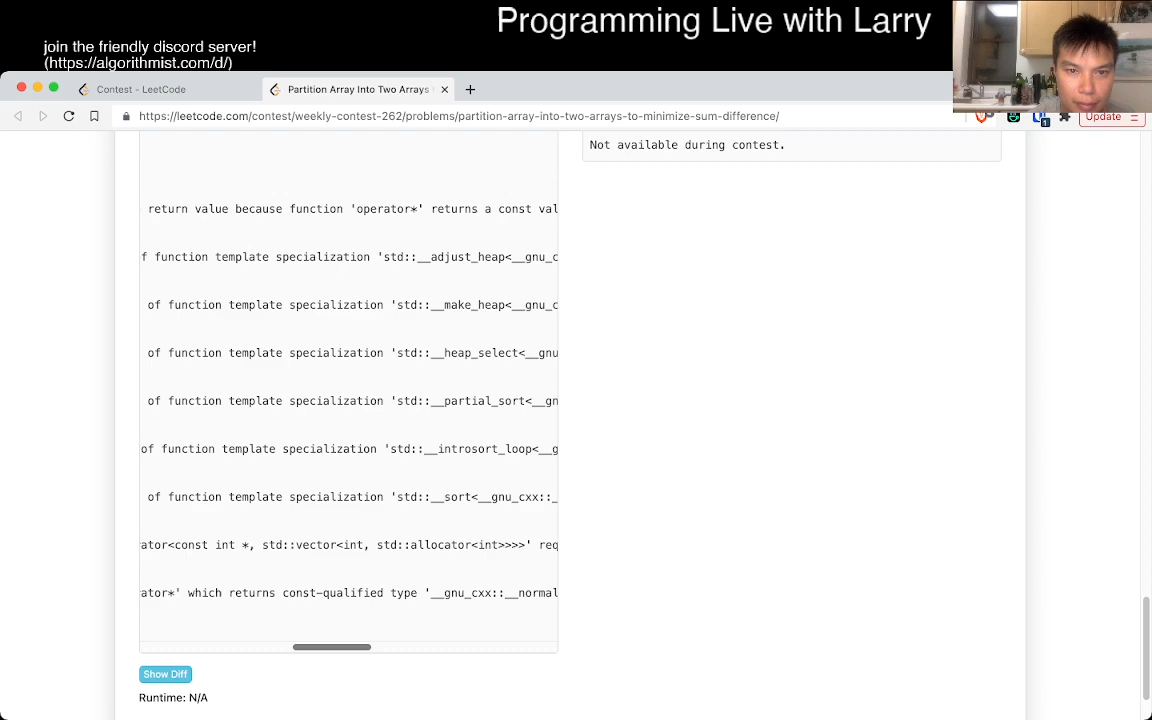 Programming Live with Larry
join the friendly discord server!
(https://algorithmist.com/d/)
Contest - LeetCode
Partition Array Into Two Arrays
https://leetcode.com/contest/weekly-contest-262/problems/partition-array-into-two-arrays-to-minimize-sum-difference/
Update
Not available during contest.
return value because function 'operator*' returns a const val
f function template specialization 'std::__adjust_heap<__gnu_c
of function template specialization 'std::__make_heap<__gnu_c
of function template specialization 'std::__heap_select<__gnu
of function template specialization 'std::__partial_sort<__gn
of function template specialization 'std::__introsort_loop<__g
of function template specialization 'std::__sort<__gnu_cxx::_
ator<const int *, std::vector<int, std::allocator<int>>>>' req
ator*' which returns const-qualified type '__gnu_cxx::__normal
Show Diff
Runtime: N/A